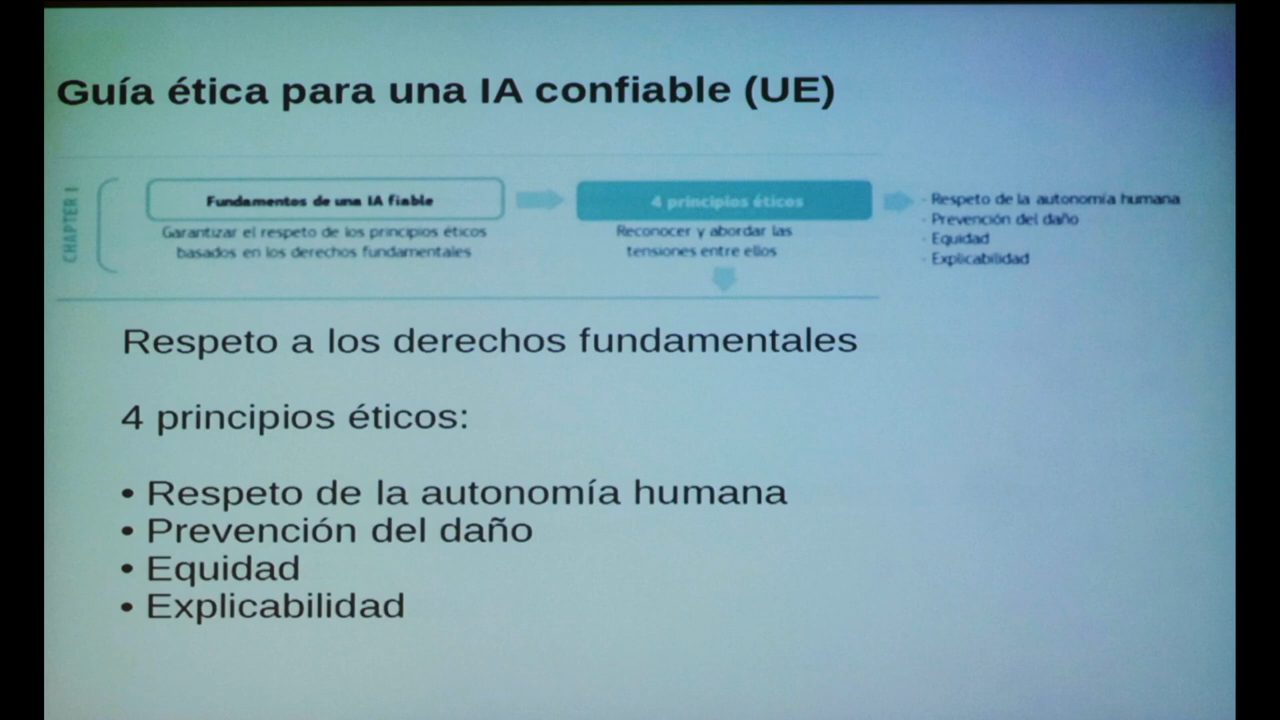 Guía ética para una IA confiable (UE)
CHAPTER I
Fundamentos de una IA fiable
Garantizar el respeto de los principios éticos
basados en los derechos fundamentales
4 principios éticos
Reconocer y abordar las
tensiones entre ellos
· Respeto de la autonomía humana
· Prevención del daño
· Equidad
· Explicabilidad
Respeto a los derechos fundamentales
4 principios éticos:
• Respeto de la autonomía humana
• Prevención del daño
• Equidad
• Explicabilidad